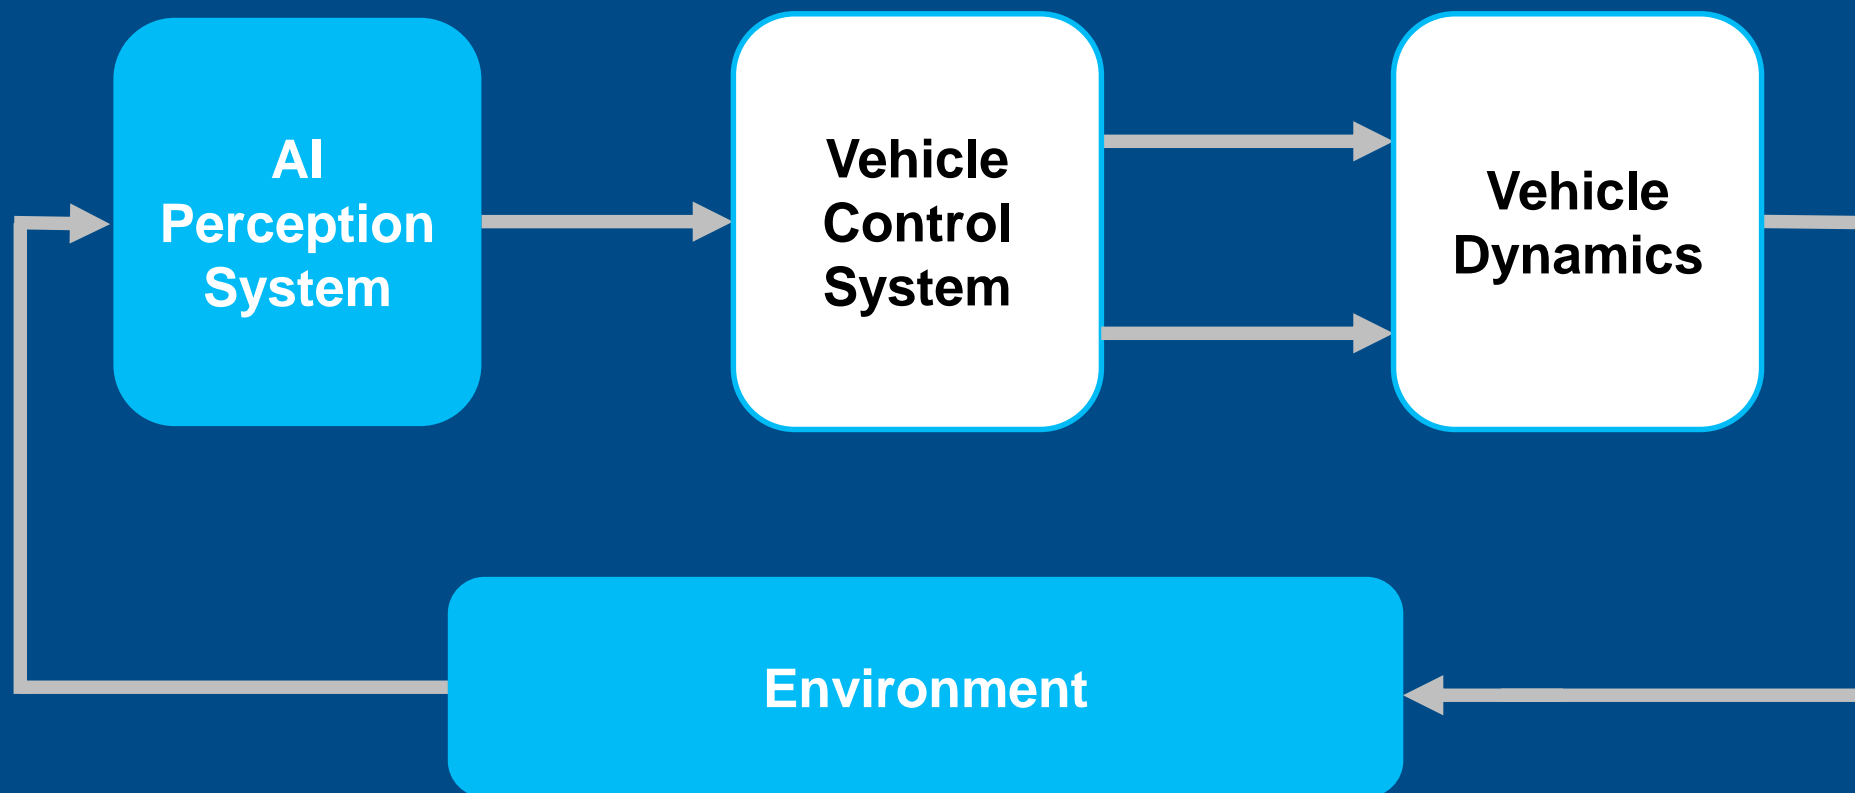 AI
Perception
System
Vehicle
Control
System
Vehicle
Dynamics
Environment